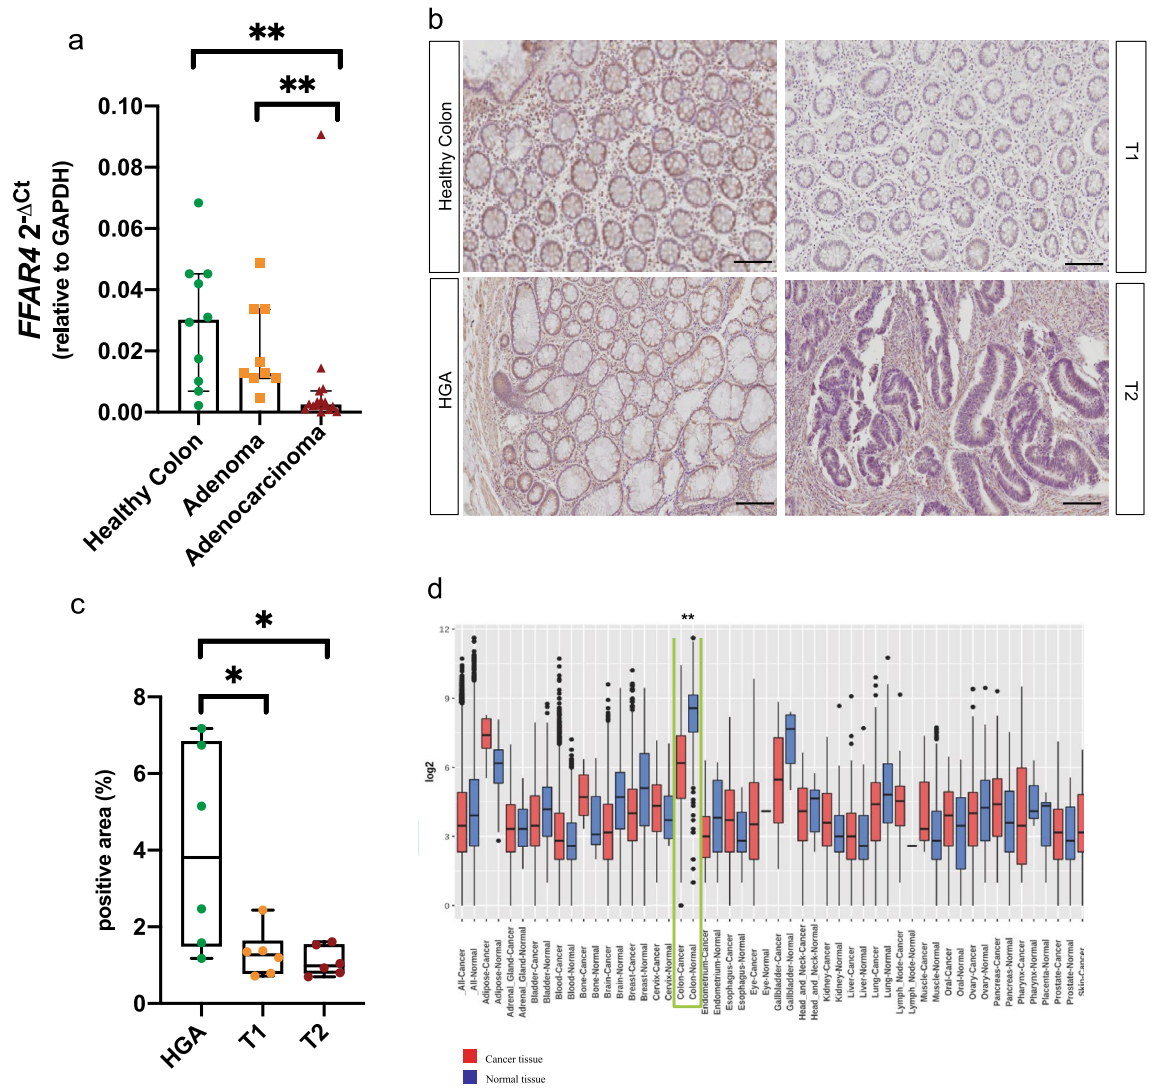 a
**
**
0.10
0.08
0.06
0.04
0.02
0.00
FFAR4 2-ΔCt
(relative to GAPDH)
Healthy Colon
Adenoma
Adenocarcinoma
b
Healthy Colon
T1
HGA
T2
c
*
*
8
6
4
2
0
positive area (%)
HGA
T1
T2
d
**
12
9
6
3
0
log2
_All-Cancer
_All-Normal
Adipose-Cancer
Adipose-Normal
Adrenal_Gland-Cancer
Adrenal_Gland-Normal
Bladder-Cancer
Bladder-Normal
Blood-Cancer
Blood-Normal
Bone-Cancer
Bone-Normal
Brain-Cancer
Brain-Normal
Breast-Cancer
Breast-Normal
Cervix-Cancer
Cervix-Normal
Colon-Cancer
Colon-Normal
Endometrium-Cancer
Endometrium-Normal
Esophagus-Cancer
Esophagus-Normal
Eye-Cancer
Eye-Normal
Gallbladder-Cancer
Gallbladder-Normal
Head_and_Neck-Cancer
Head_and_Neck-Normal
Kidney-Cancer
Kidney-Normal
Liver-Cancer
Liver-Normal
Lung-Cancer
Lung-Normal
Lymph_Node-Cancer
Lymph_Node-Normal
Muscle-Cancer
Muscle-Normal
Oral-Cancer
Oral-Normal
Ovary-Cancer
Ovary-Normal
Pancreas-Cancer
Pancreas-Normal
Pharynx-Cancer
Pharynx-Normal
Placenta-Normal
Prostate-Cancer
Prostate-Normal
Skin-Cancer
Cancer tissue
Normal tissue